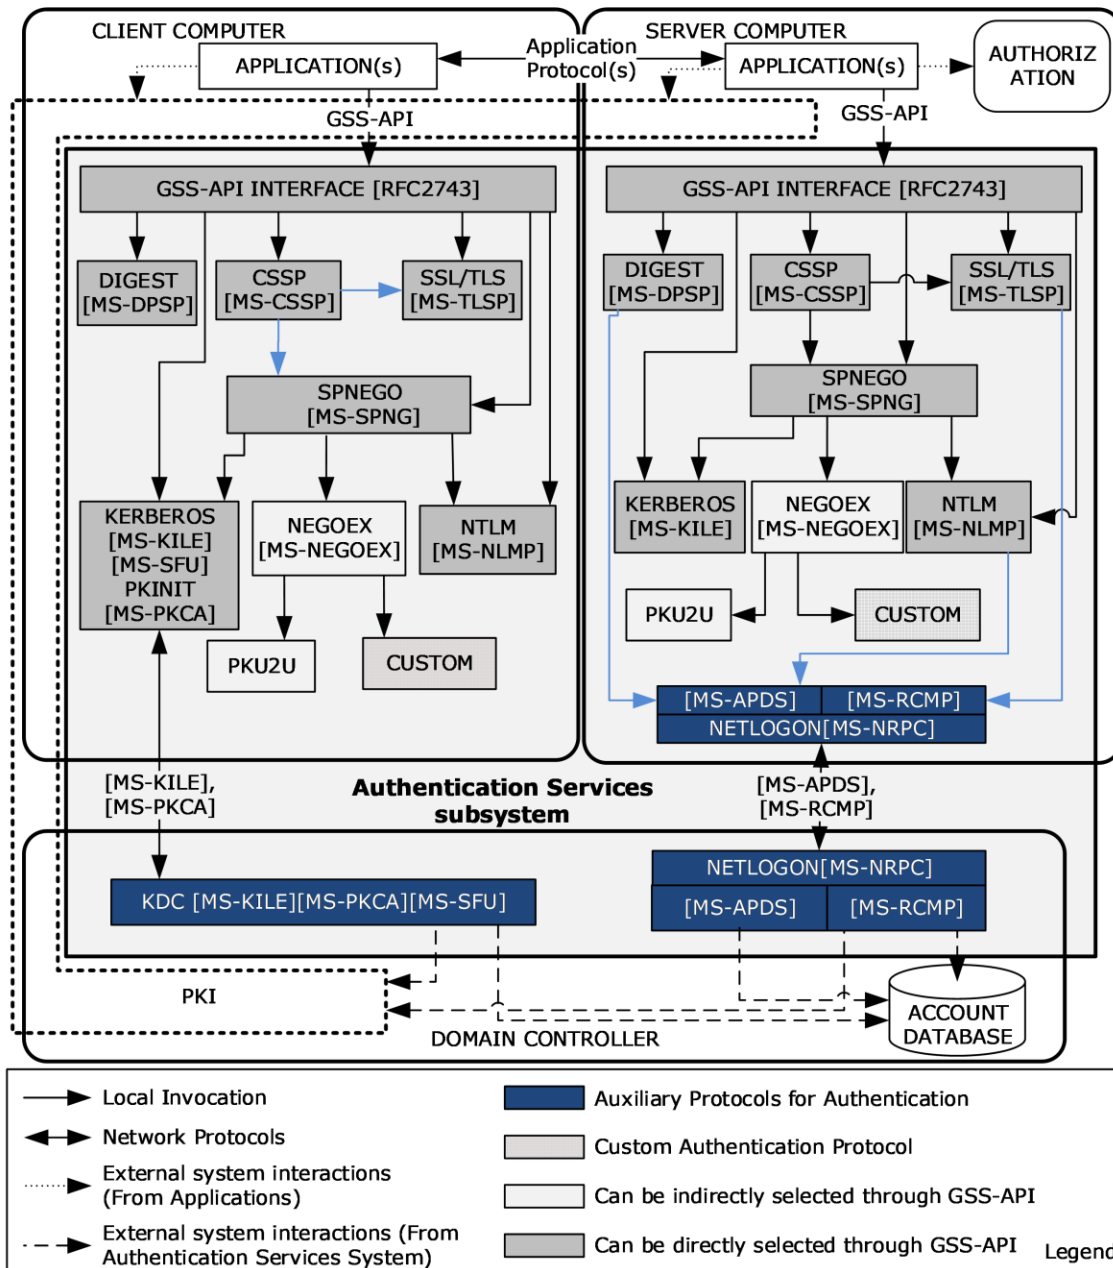 CLIENT COMPUTER
APPLICATION(s)
Application
Protocol(s)
SERVER COMPUTER
APPLICATION(s)
AUTHORIZ
ATION
GSS-API
GSS-API
GSS-API INTERFACE [RFC2743]
GSS-API INTERFACE [RFC2743]
DIGEST
[MS-DPSP]
CSSP
[MS-CSSP]
SSL/TLS
[MS-TLSP]
DIGEST
[MS-DPSP]
CSSP
[MS-CSSP]
SSL/TLS
[MS-TLSP]
SPNEGO
[MS-SPNG]
SPNEGO
[MS-SPNG]
KERBEROS
[MS-KILE]
[MS-SFU]
PKINIT
[MS-PKCA]
NEGOEX
[MS-NEGOEX]
NTLM
[MS-NLMP]
KERBEROS
[MS-KILE]
NEGOEX
[MS-NEGOEX]
NTLM
[MS-NLMP]
PKU2U
CUSTOM
PKU2U
CUSTOM
[MS-APDS]
[MS-RCMP]
NETLOGON[MS-NRPC]
[MS-KILE],
[MS-PKCA]
Authentication Services
subsystem
[MS-APDS],
[MS-RCMP]
KDC [MS-KILE][MS-PKCA][MS-SFU]
NETLOGON[MS-NRPC]
[MS-APDS]
[MS-RCMP]
PKI
DOMAIN CONTROLLER
ACCOUNT
DATABASE
Local Invocation
Network Protocols
External system interactions
(From Applications)
External system interactions (From
Authentication Services System)
Auxiliary Protocols for Authentication
Custom Authentication Protocol
Can be indirectly selected through GSS-API
Can be directly selected through GSS-API
Legend